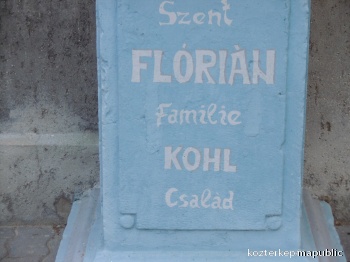 Szent
FLÓRIÁN
Familie
KOHL
Család
kozterkepmapublic